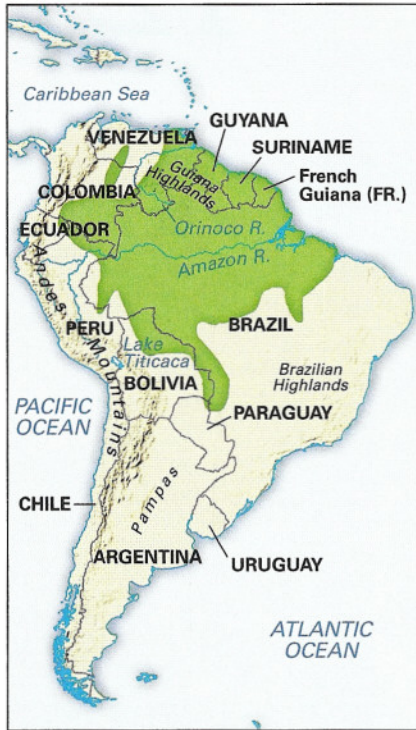 Caribbean Sea
GUYANA
VENEZUELA
SURINAME
Guiana
Highlands
French
Guiana (FR.)
COLOMBIA
Orinoco R.
ECUADOR
Amazon R.
Andes Mountains
PERU
BRAZIL
Lake
Titicaca
Brazilian
Highlands
BOLIVIA
PACIFIC
OCEAN
PARAGUAY
CHILE
Pampas
ARGENTINA
URUGUAY
ATLANTIC
OCEAN